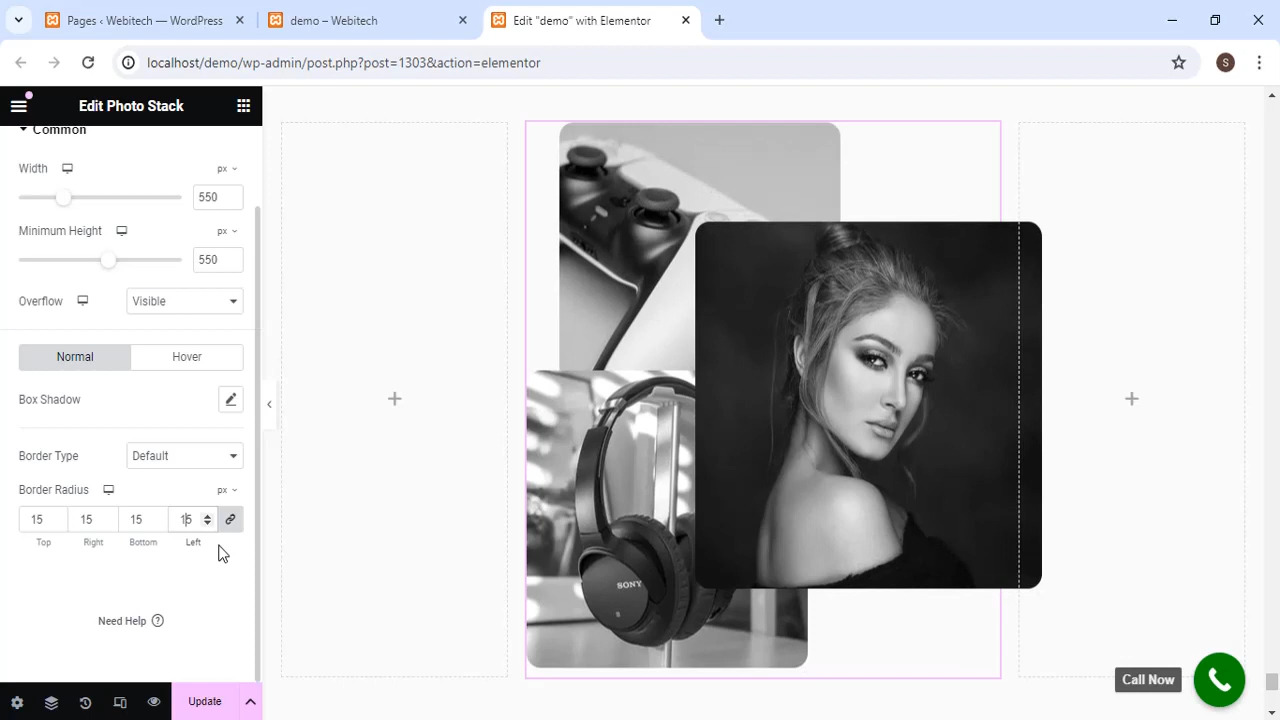 Pages ‹ Webitech — WordPress
demo – Webitech
Edit "demo" with Elementor
localhost/demo/wp-admin/post.php?post=1303&action=elementor
S
Edit Photo Stack
Common
Width
px
550
Minimum Height
px
550
Overflow
Visible
Normal
Hover
Box Shadow
Border Type
Default
Border Radius
px
15 15 15 15
Top Right Bottom Left
Need Help
Update
SONY
Call Now